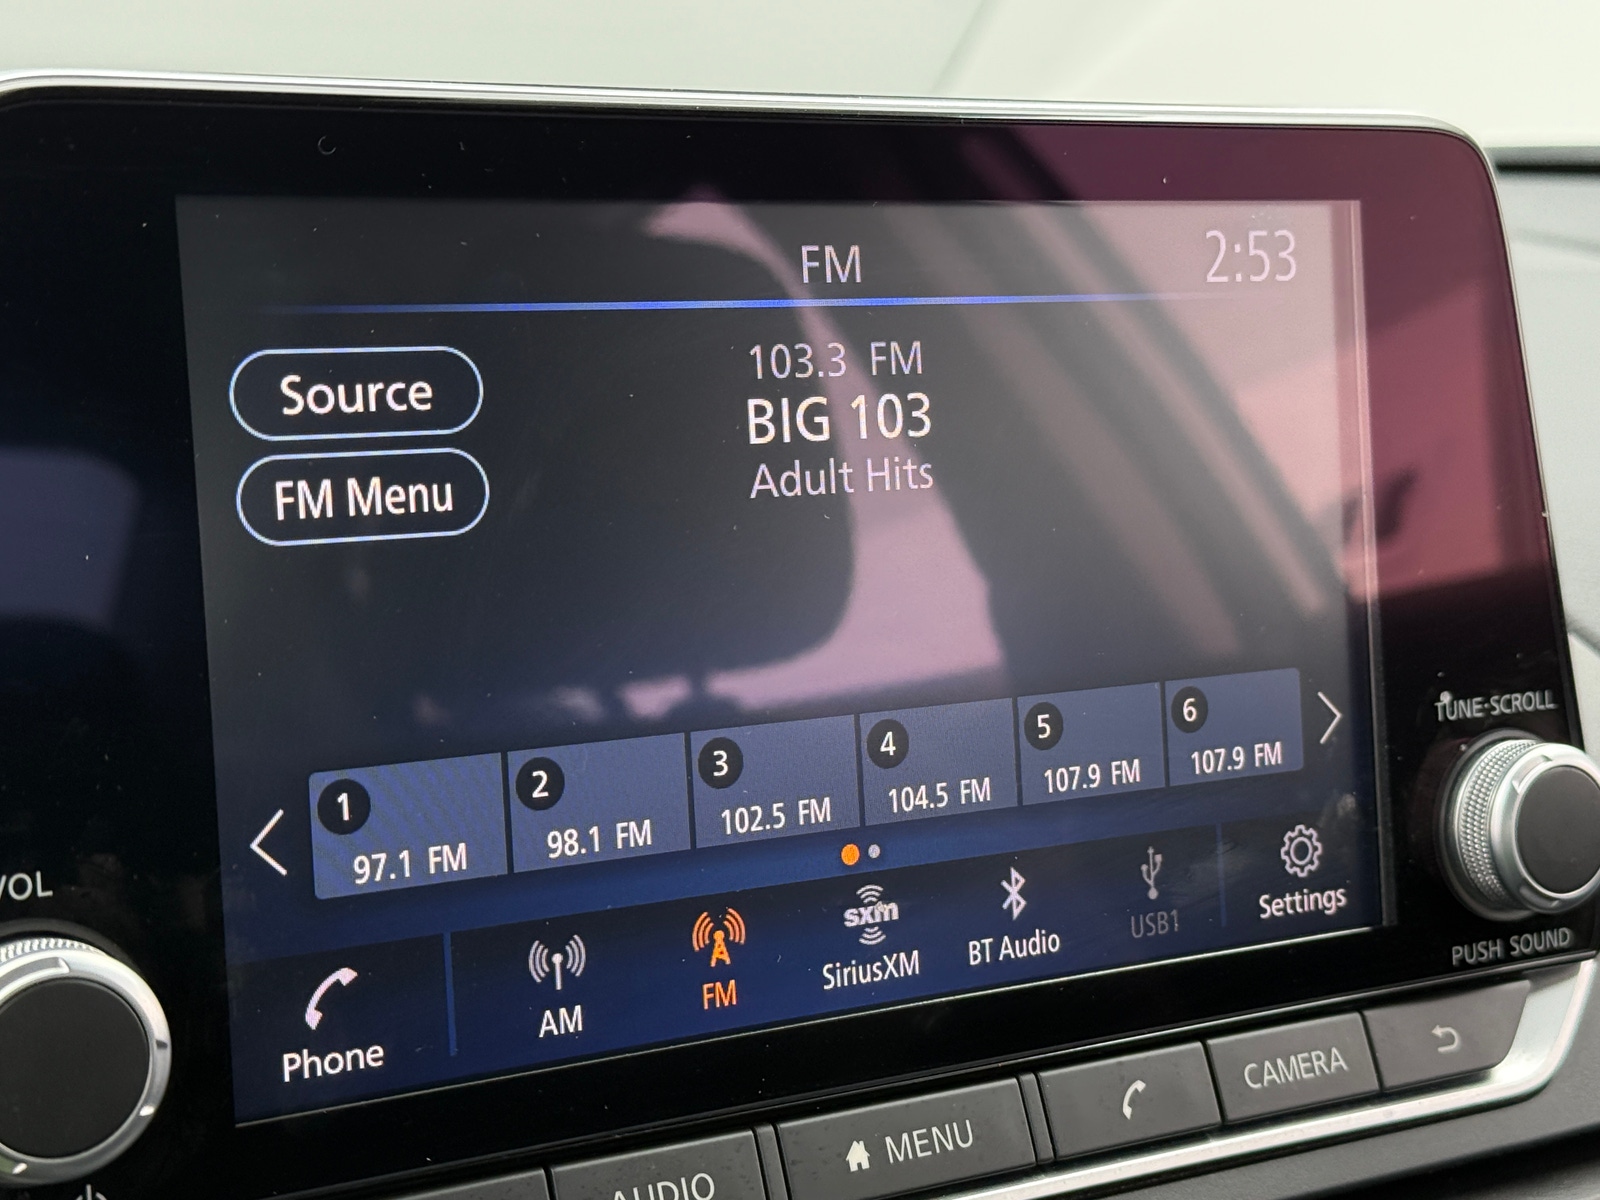 FM
2:53
Source
FM Menu
103.3 FM
BIG 103
Adult Hits
1
97.1 FM
2
98.1 FM
3
102.5 FM
4
104.5 FM
5
107.9 FM
6
107.9 FM
Phone
AM
FM
sxm
SiriusXM
BT Audio
USB1
Settings
VOL
TUNE·SCROLL
PUSH SOUND
AUDIO
MENU
CAMERA